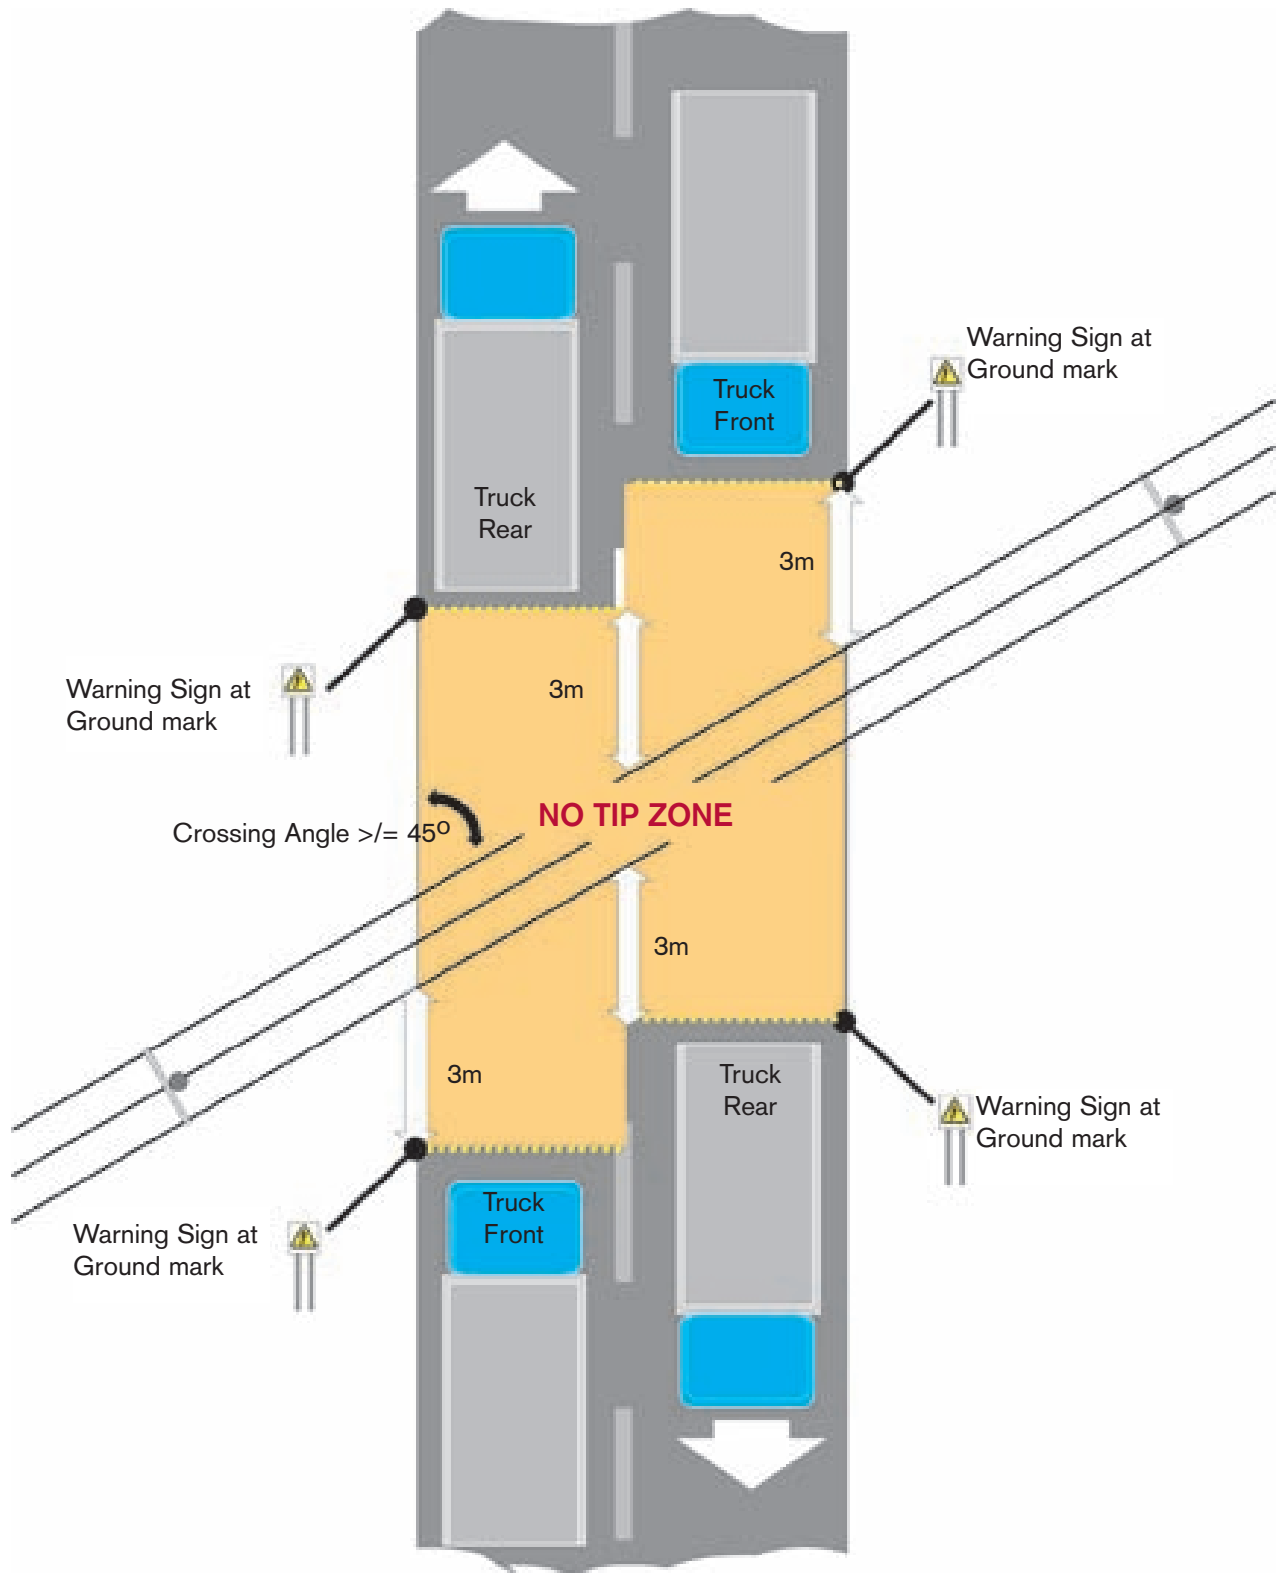 Truck
Front
Warning Sign at
Ground mark
Truck
Rear
3m
Warning Sign at
Ground mark
3m
Crossing Angle >/= 45º
NO TIP ZONE
3m
3m
Truck
Rear
Warning Sign at
Ground mark
Truck
Front
Warning Sign at
Ground mark